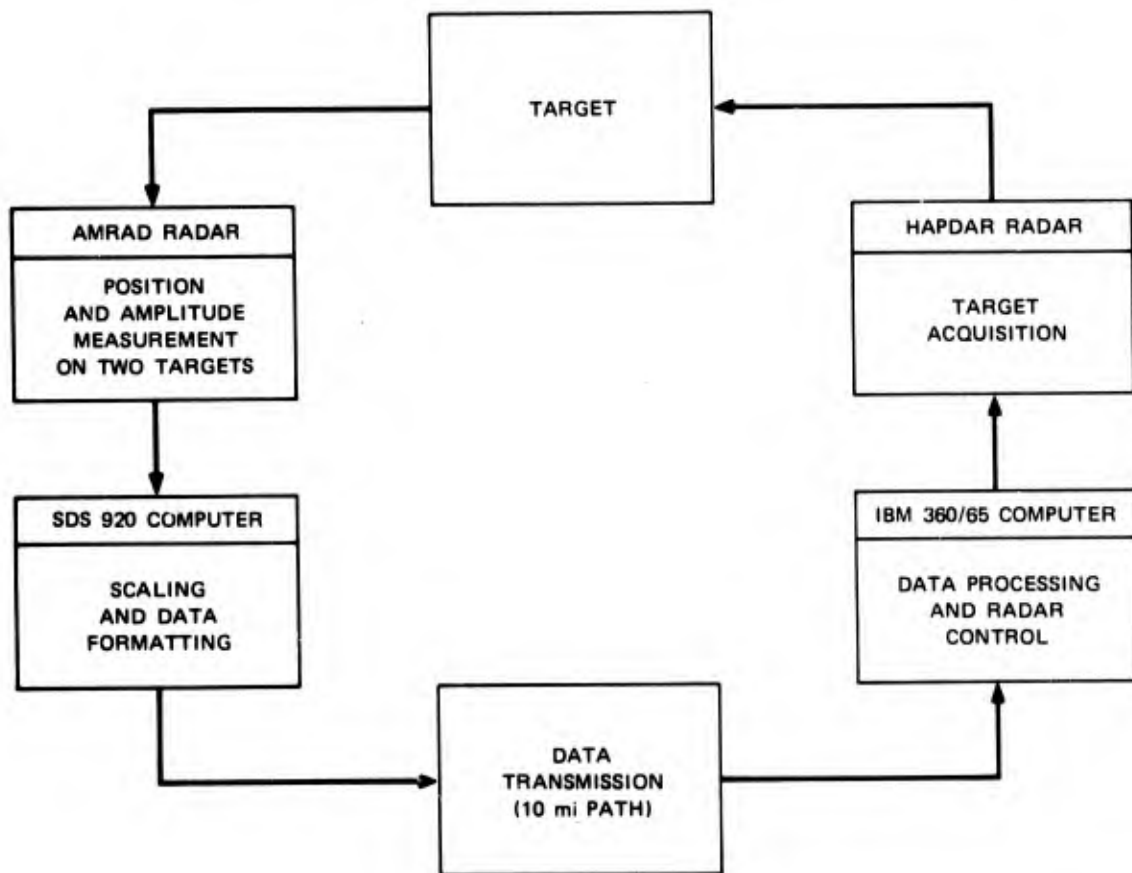 TARGET
AMRAD RADAR
POSITION
AND AMPLITUDE
MEASUREMENT
ON TWO TARGETS
HAPDAR RADAR
TARGET
ACQUISITION
SDS 920 COMPUTER
SCALING
AND DATA
FORMATTING
IBM 360/65 COMPUTER
DATA PROCESSING
AND RADAR
CONTROL
DATA
TRANSMISSION
(10 mi PATH)